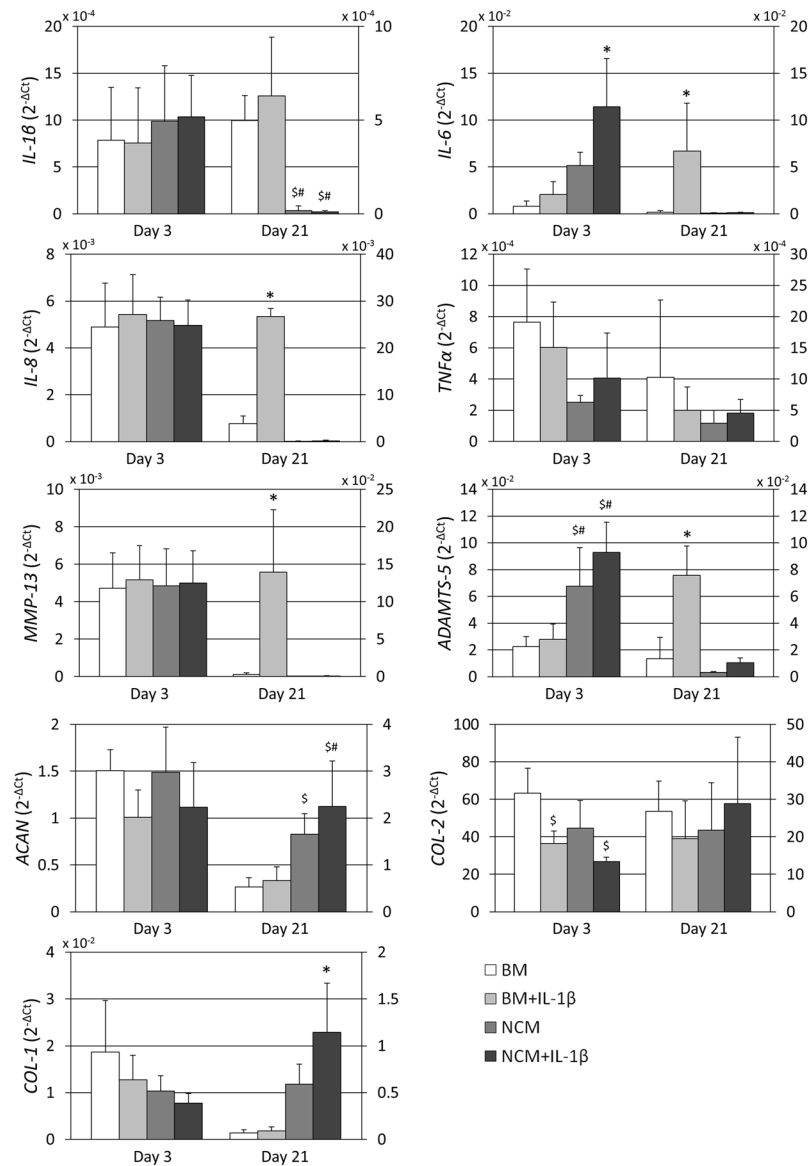 x 10-4
x 10-4
IL-1β (2-ΔCt)
20
15
10
5
0
10
5
0
$#
$#
Day 3
Day 21
x 10-2
x 10-2
IL-6 (2-ΔCt)
20
15
10
5
0
20
15
10
5
0
*
*
Day 3
Day 21
x 10-3
x 10-3
IL-8 (2-ΔCt)
8
6
4
2
0
40
30
20
10
0
*
Day 3
Day 21
x 10-4
x 10-4
TNFα (2-ΔCt)
12
10
8
6
4
2
0
30
25
20
15
10
5
0
Day 3
Day 21
x 10-3
x 10-2
MMP-13 (2-ΔCt)
10
8
6
4
2
0
25
20
15
10
5
0
*
Day 3
Day 21
x 10-2
x 10-2
ADAMTS-5 (2-ΔCt)
14
12
10
8
6
4
2
0
14
12
10
8
6
4
2
0
$#
$#
*
Day 3
Day 21
ACAN (2-ΔCt)
2
1.5
1
0.5
0
4
3
2
1
0
$
$#
Day 3
Day 21
COL-2 (2-ΔCt)
100
80
60
40
20
0
50
40
30
20
10
0
$
$
Day 3
Day 21
x 10-2
x 10-2
COL-1 (2-ΔCt)
4
3
2
1
0
2
1.5
1
0.5
0
*
Day 3
Day 21
BM
BM+IL-1β
NCM
NCM+IL-1β